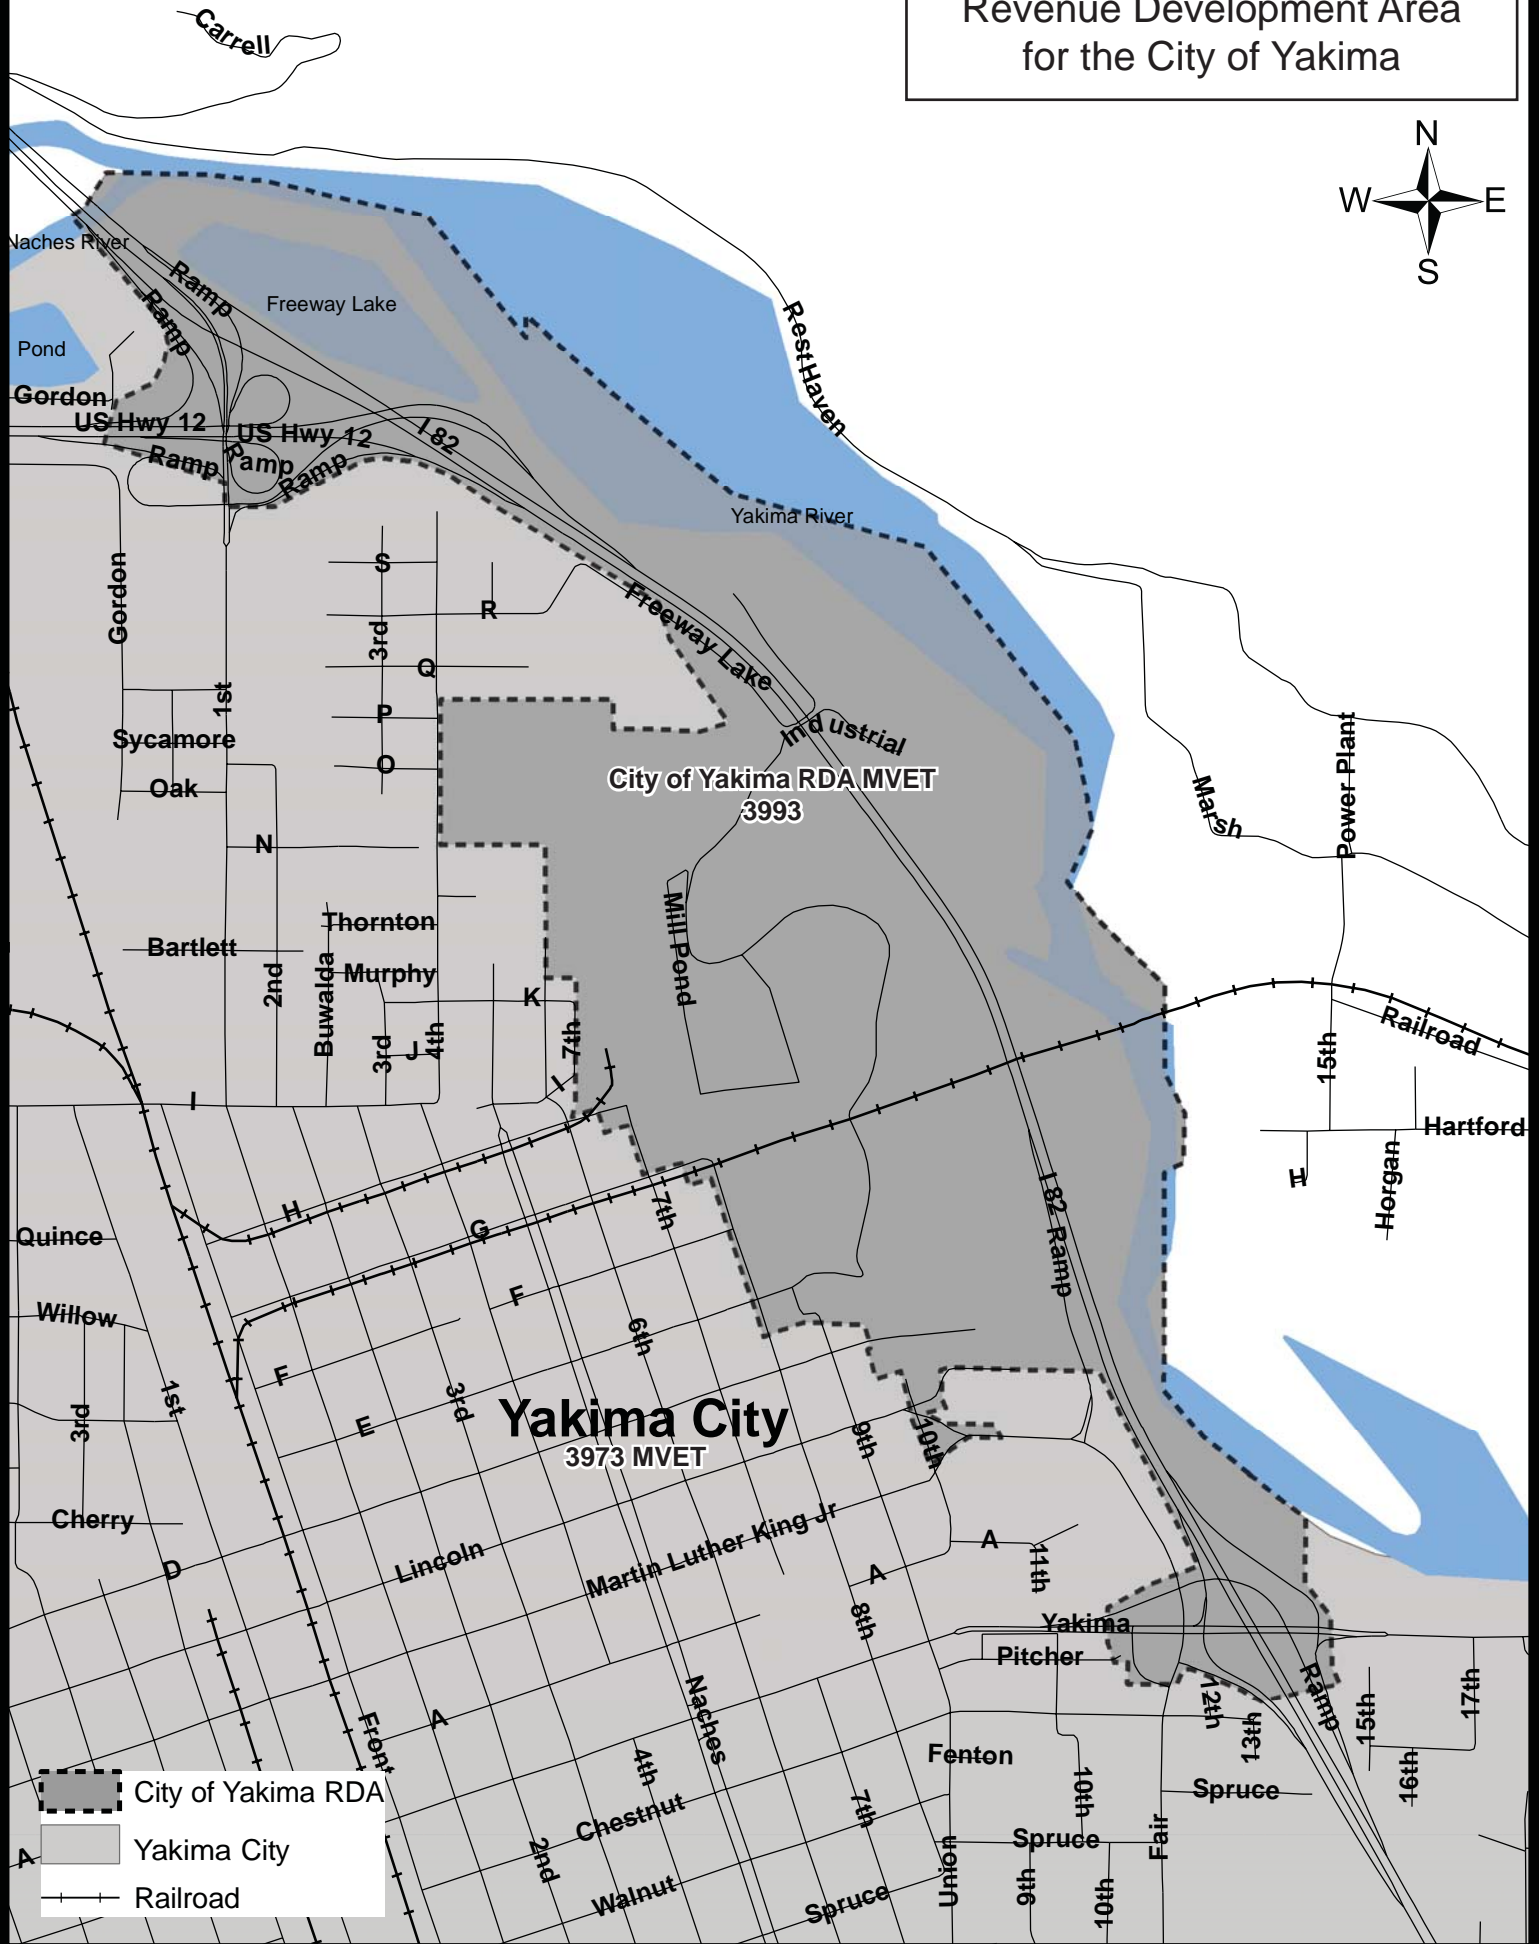 Revenue Development Area
for the City of Yakima
Carrell
N
W
E
S
Naches River
Ramp
Ramp
Freeway Lake
Pond
Rest Haven
Gordon
US Hwy 12
US Hwy 12
I 82
Ramp
Ramp
Ramp
Yakima River
Gordon
S
R
3rd
Freeway Lake
Q
1st
P
Industrial
Sycamore
O
Oak
City of Yakima RDA MVET
3993
Power Plant
Marsh
N
Thornton
Mill Pond
Bartlett
Murphy
2nd
Buwalda
K
3rd
J
4th
7th
Railroad
15th
I
I
Hartford
H
Horgan
H
7th
G
I 82
Ramp
Quince
F
Willow
6th
F
1st
3rd
3rd
E
Yakima City
3973 MVET
9th
10th
Cherry
D
Lincoln
Martin Luther King Jr
A
11th
A
8th
Yakima
Pitcher
Naches
Ramp
12th
13th
15th
17th
A
Front
Fenton
4th
10th
16th
Spruce
Chestnut
7th
Fair
Spruce
2nd
Union
9th
10th
Walnut
Spruce
A
City of Yakima RDA
Yakima City
Railroad